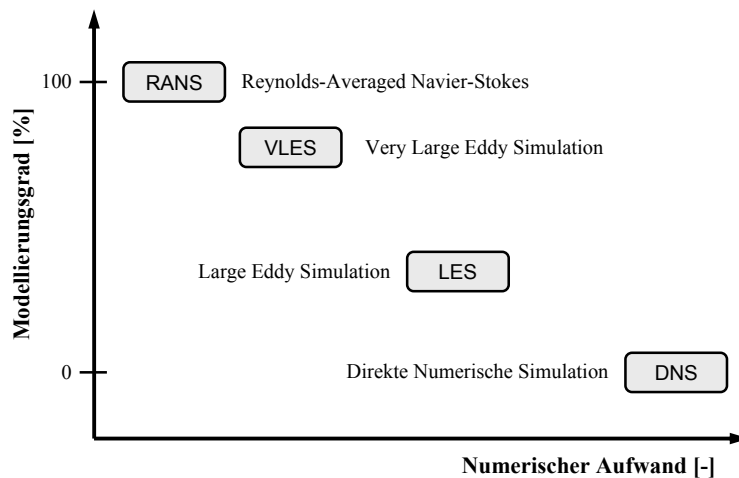 Modellierungsgrad [%]
100
RANS Reynolds-Averaged Navier-Stokes
VLES Very Large Eddy Simulation
Large Eddy Simulation LES
0
Direkte Numerische Simulation DNS
Numerischer Aufwand [-]